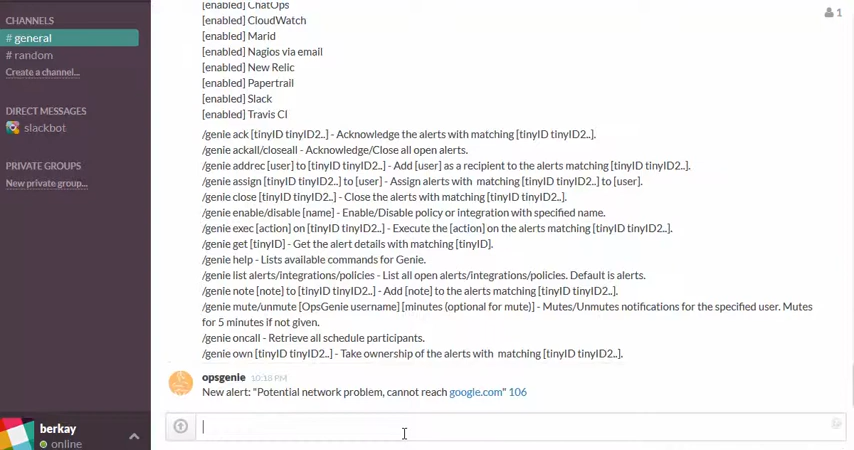 CHANNELS
# general
# random
Create a channel...
DIRECT MESSAGES
slackbot
PRIVATE GROUPS
New private group...
berkay
online
1
[enabled] ChatOps
[enabled] CloudWatch
[enabled] Marid
[enabled] Nagios via email
[enabled] New Relic
[enabled] Papertrail
[enabled] Slack
[enabled] Travis CI
/genie ack [tinyID tinyID2..] - Acknowledge the alerts with matching [tinyID tinyID2..].
/genie ackall/closeall - Acknowledge/Close all open alerts.
/genie addrec [user] to [tinyID tinyID2..] - Add [user] as a recipient to the alerts matching [tinyID tinyID2..].
/genie assign [tinyID tinyID2..] to [user] - Assign alerts with matching [tinyID tinyID2..] to [user].
/genie close [tinyID tinyID2..] - Close the alerts with matching [tinyID tinyID2..].
/genie enable/disable [name] - Enable/Disable policy or integration with specified name.
/genie exec [action] on [tinyID tinyID2..] - Execute the [action] on the alerts matching [tinyID tinyID2..].
/genie get [tinyID] - Get the alert details with matching [tinyID].
/genie help - Lists available commands for Genie.
/genie list alerts/integrations/policies - List all open alerts/integrations/policies. Default is alerts.
/genie note [note] to [tinyID tinyID2..] - Add [note] to the alerts matching [tinyID tinyID2..].
/genie mute/unmute [OpsGenie username] [minutes (optional for mute)] - Mutes/Unmutes notifications for the specified user. Mutes
for 5 minutes if not given.
/genie oncall - Retrieve all schedule participants.
/genie own [tinyID tinyID2..] - Take ownership of the alerts with matching [tinyID tinyID2..].
opsgenie 10:18 PM
New alert: "Potential network problem, cannot reach google.com" 106